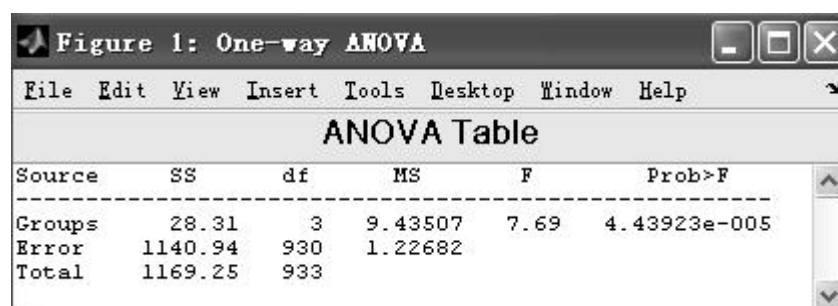 Figure 1: One-way ANOVA
File Edit View Insert Tools Desktop Window Help
ANOVA Table
Source SS df MS F Prob>F
Groups 28.31 3 9.43507 7.69 4.43923e-005
Error 1140.94 930 1.22682
Total 1169.25 933